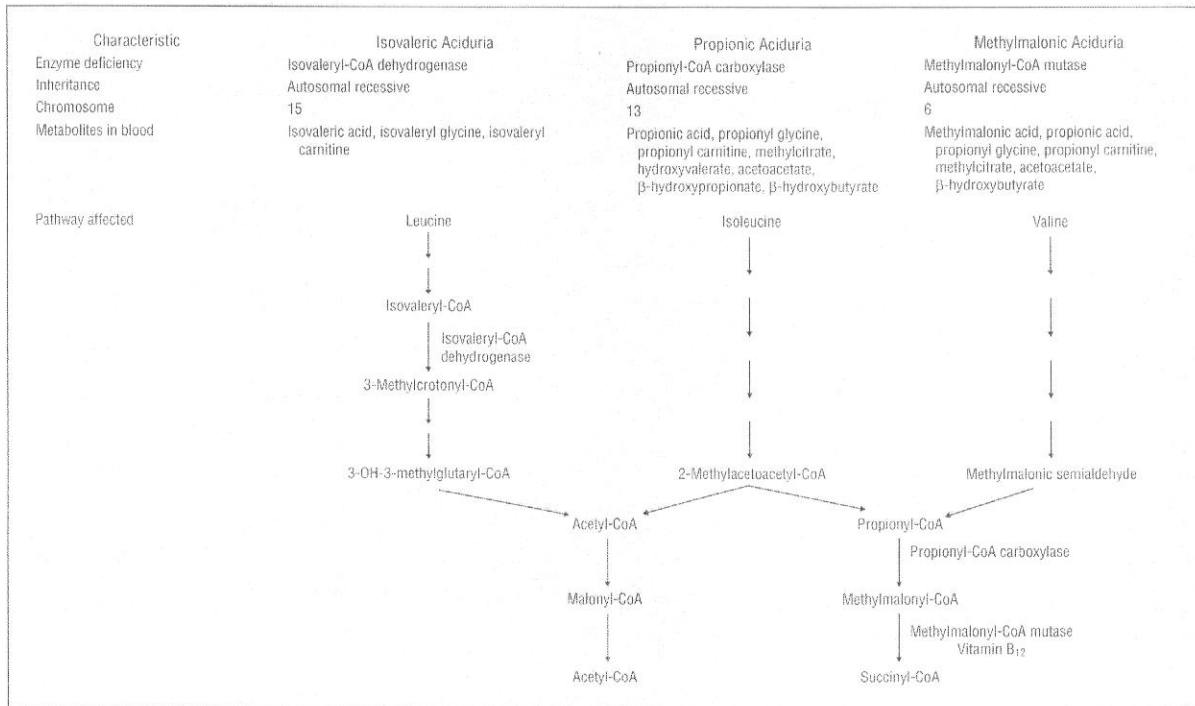 Characteristic Isovaleric Aciduria Propionic Aciduria Methylmalonic Aciduria
Enzyme deficiency Isovaleryl-CoA dehydrogenase Propionyl-CoA carboxylase Methylmalonyl-CoA mutase
Inheritance Autosomal recessive Autosomal recessive Autosomal recessive
Chromosome 15 13 6
Metabolites in blood Isovaleric acid, isovaleryl glycine, isovaleryl Propionic acid, propionyl glycine, Methylmalonic acid, propionic acid,
carnitine propionyl carnitine, methylcitrate, propionyl glycine, propionyl carnitine,
hydroxyvalerate, acetoacetate, methylcitrate, acetoacetate,
β-hydroxypropionate, β-hydroxybutyrate β-hydroxybutyrate
Pathway affected Leucine Isoleucine Valine
Isovaleryl-CoA
Isovaleryl-CoA
dehydrogenase
3-Methylcrotonyl-CoA
3-OH-3-methylglutaryl-CoA 2-Methylacetoacetyl-CoA Methylmalonic semialdehyde
Acetyl-CoA Propionyl-CoA
Propionyl-CoA carboxylase
Malonyl-CoA Methylmalonyl-CoA
Methylmalonyl-CoA mutase
Vitamin B₁₂
Acetyl-CoA Succinyl-CoA